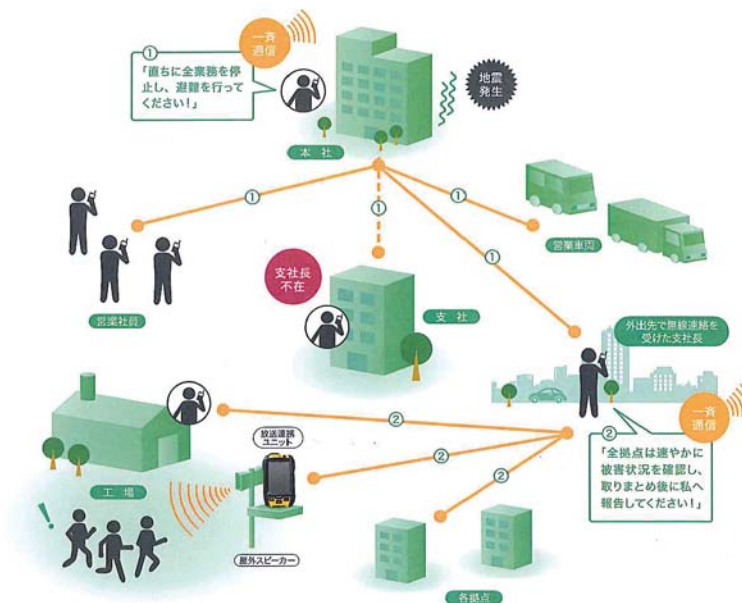 一斉
通信
①
「直ちに全業務を停
止し、避難を行って
ください!」
地震
発生
本社
①
①
①
①
営業車両
支社長
不在
営業社員
支社
外出先で無線連絡を
受けた支社長
一斉
通信
②
「全拠点は速やかに
被害状況を確認し、
取りまとめ後に私へ
報告してください!」
②
②
②
放送連携
ユニット
工場
!
屋外スピーカー
各拠点